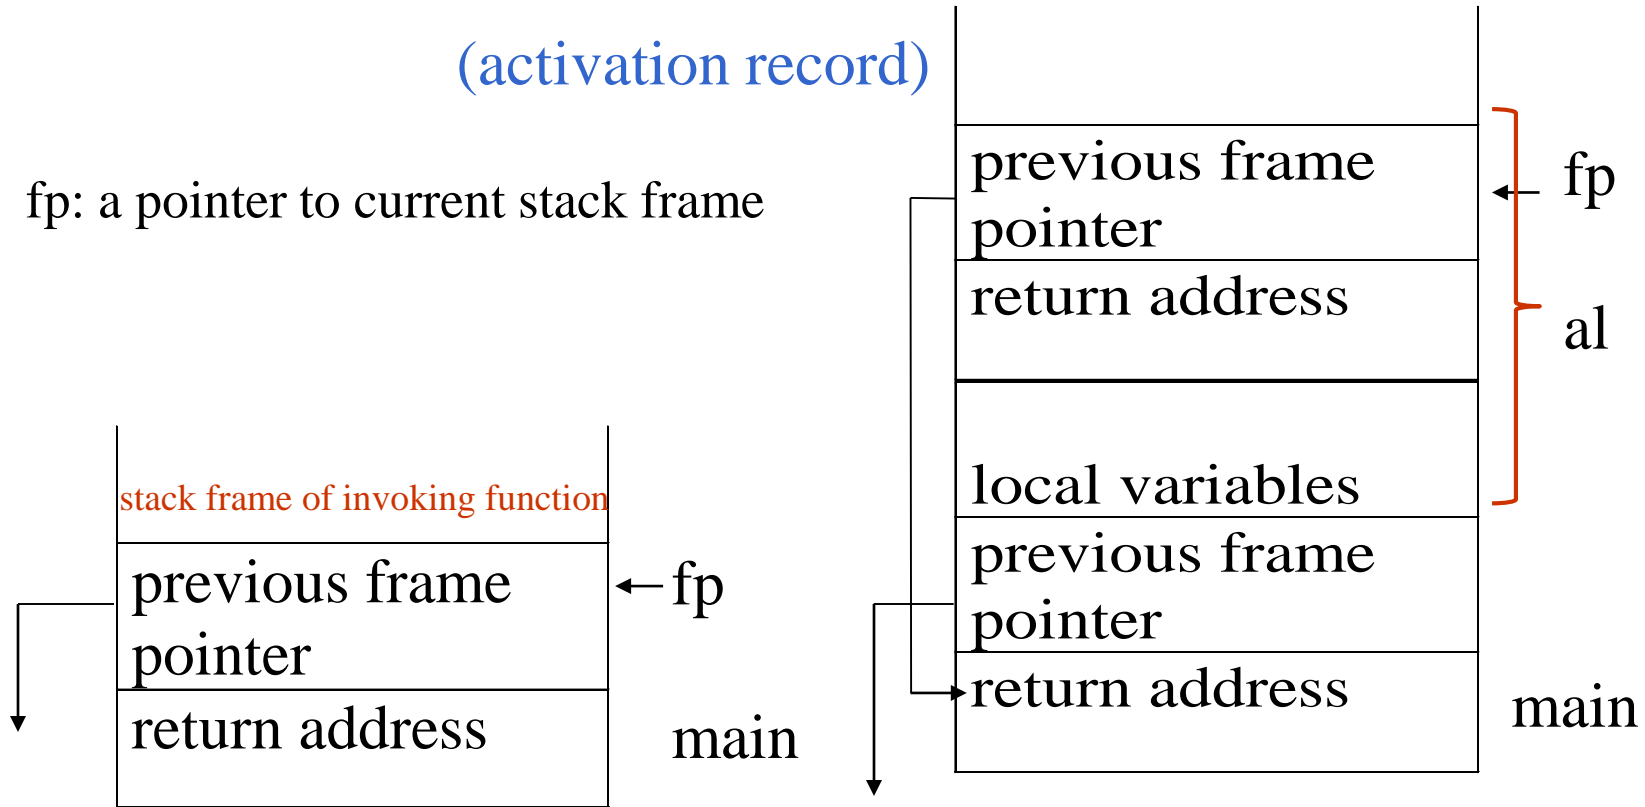 (activation record)
fp: a pointer to current stack frame
stack frame of invoking function
previous frame
pointer
fp
return address
main
previous frame
pointer
fp
return address
al
local variables
previous frame
pointer
return address
main